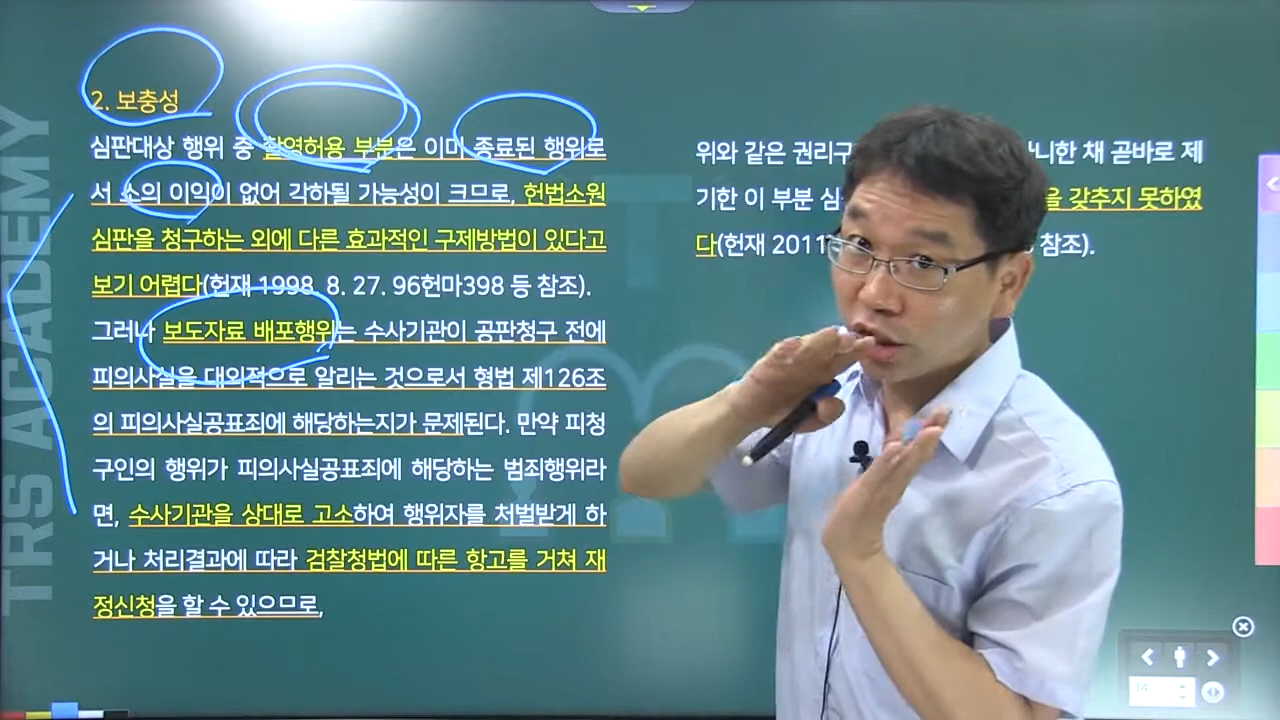 TRS ACADEMY
2. 보충성
심판대상 행위 중 촬영허용 부분은 이미 종료된 행위로
서 소의 이익이 없어 각하될 가능성이 크므로, 헌법소원
심판을 청구하는 외에 다른 효과적인 구제방법이 있다고
보기 어렵다(헌재 1998. 8. 27. 96헌마398 등 참조).
그러나 보도자료 배포행위는 수사기관이 공판청구 전에
피의사실을 대외적으로 알리는 것으로서 형법 제126조
의 피의사실공표죄에 해당하는지가 문제된다. 만약 피청
구인의 행위가 피의사실공표죄에 해당하는 범죄행위라
면, 수사기관을 상대로 고소하여 행위자를 처벌받게 하
거나 처리결과에 따라 검찰청법에 따른 항고를 거쳐 재
정신청을 할 수 있으므로,
위와 같은 권리구 아니한 채 곧바로 제
기한 이 부분 심 을 갖추지 못하였
다(헌재 2011 참조).
14